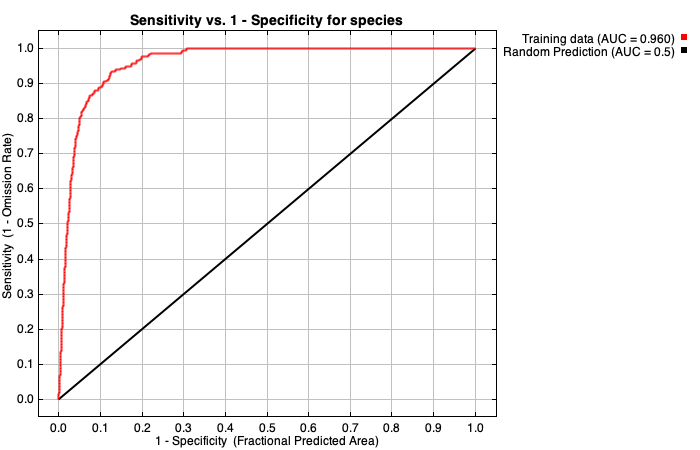 Sensitivity vs. 1 - Specificity for species
Training data (AUC = 0.960)
Random Prediction (AUC = 0.5)
Sensitivity (1 - Omission Rate)
1.0
0.9
0.8
0.7
0.6
0.5
0.4
0.3
0.2
0.1
0.0
0.0 0.1 0.2 0.3 0.4 0.5 0.6 0.7 0.8 0.9 1.0
1 - Specificity (Fractional Predicted Area)